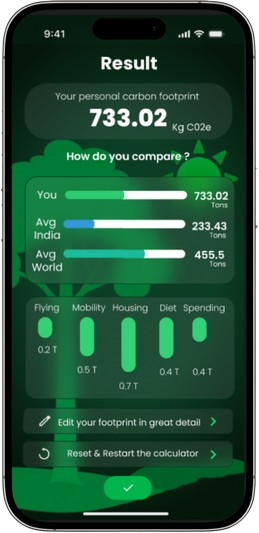 9:41
Result
Your personal carbon footprint
733.02 Kg C02e
How do you compare ?
You 733.02
Tons
Avg India 233.43
Tons
Avg World 455.5
Tons
Flying Mobility Housing Diet Spending
0.2 T
0.5 T
0.7 T
0.4 T
0.4 T
Edit your footprint in great detail
Reset & Restart the calculator